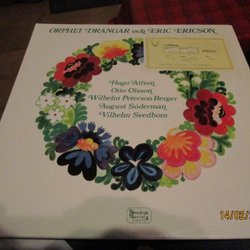 ORPHEI DRÄNGAR och ERIC ERICSON
Hugo Alfvén
Otto Olsson
Wilhelm Peterson-Berger
August Söderman
Vilhelm Svedbom
14/02/